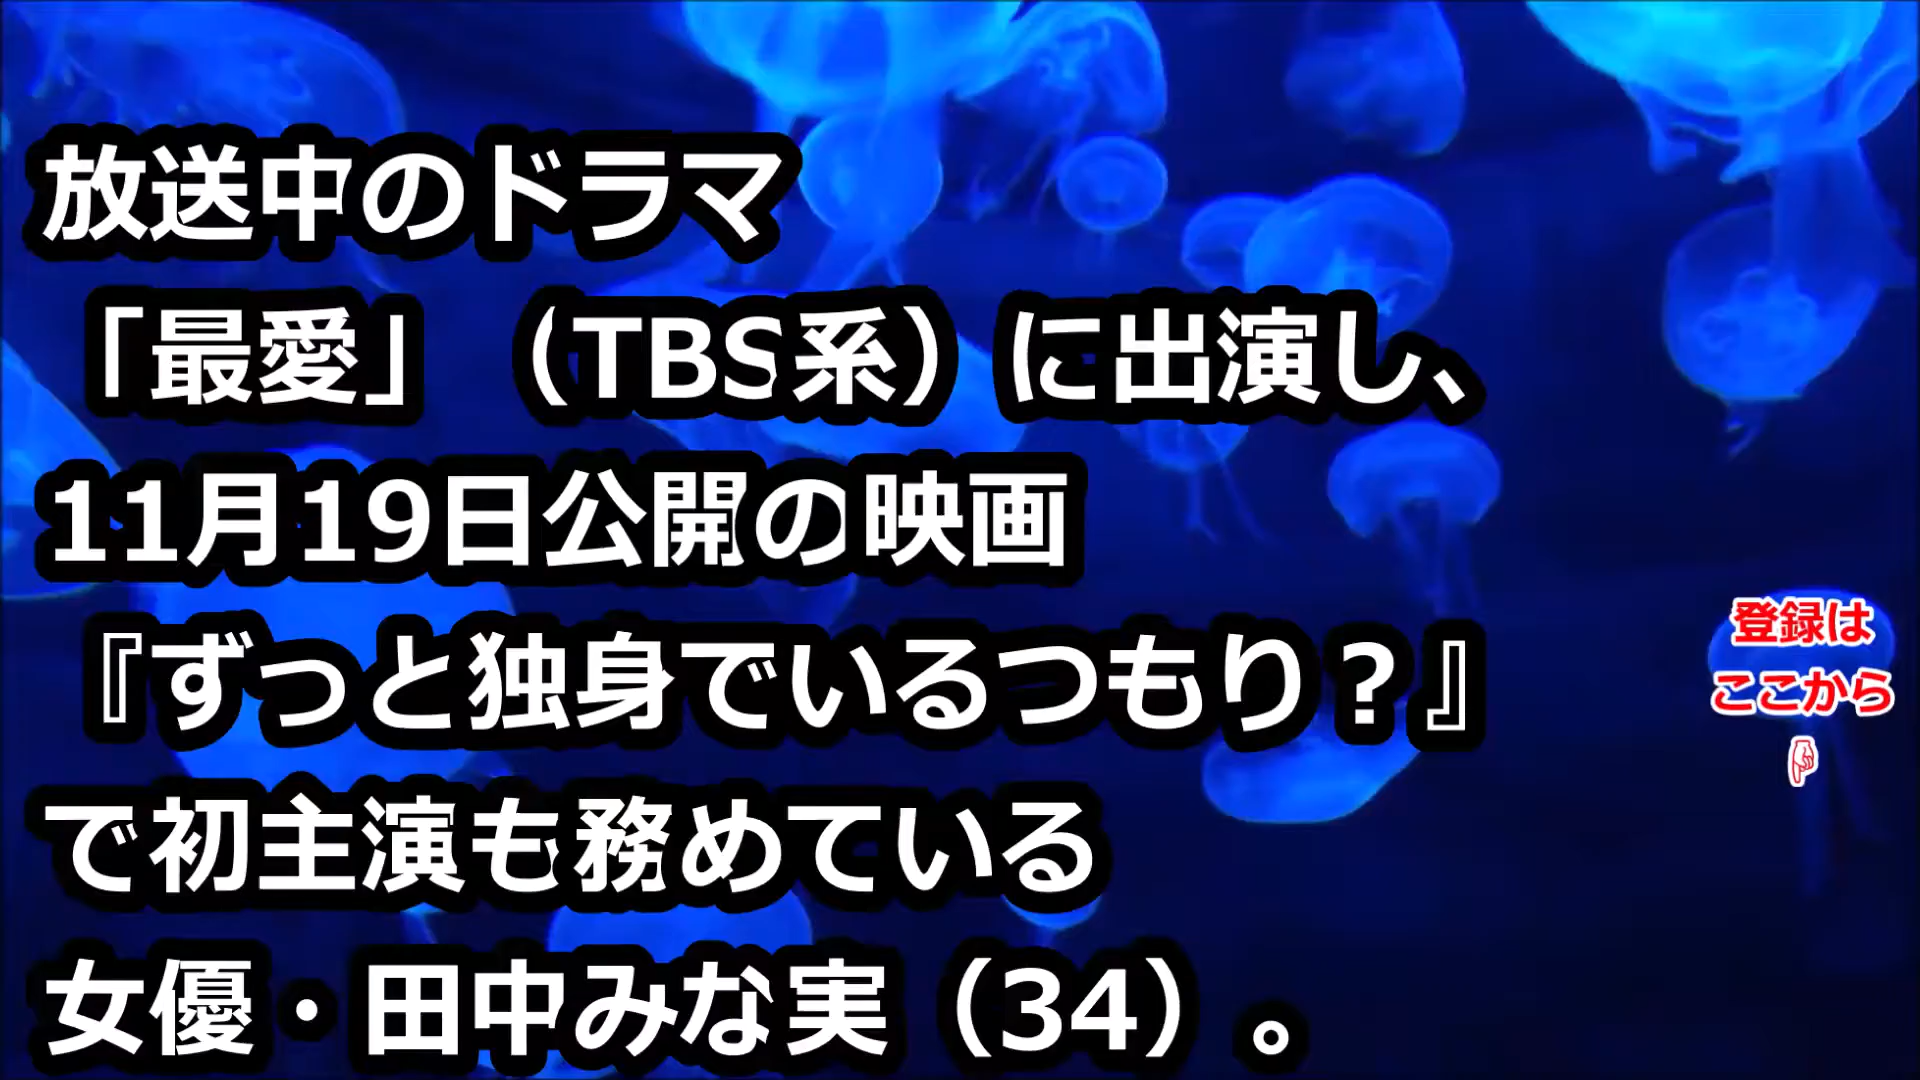 放送中のドラマ
「最愛」（TBS系）に出演し、
11月19日公開の映画
『ずっと独身でいるつもり？』
で初主演も務めている
女優・田中みな実（34）。
登録は
ここから
☟